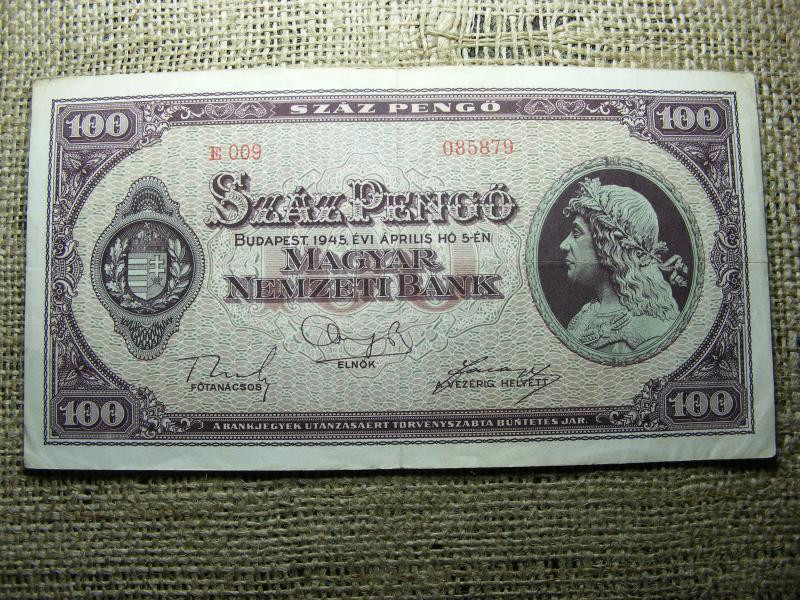 SZÁZ PENGŐ
100
100
E 009
085879
SZÁZ PENGŐ
BUDAPEST, 1945. ÉVI ÁPRILIS HÓ 5-ÉN
MAGYAR
NEMZETI BANK
FŐTANÁCSOS
ELNÖK
VEZÉRIG. HELYETT
100
100
A BANKJEGYEK UTÁNZÁSÁÉRT TÖRVÉNYSZABTA BÜNTETÉS JÁR.